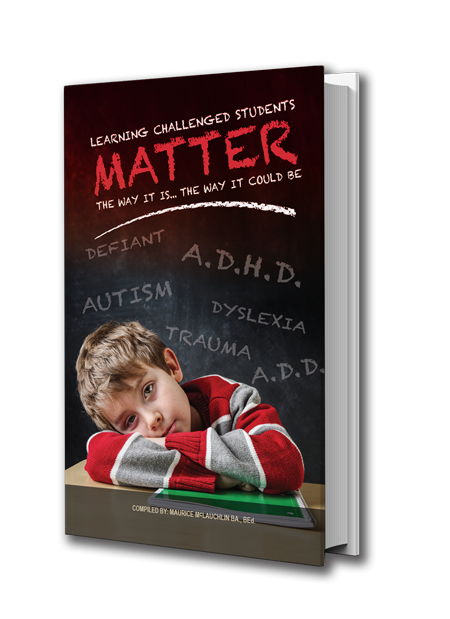 LEARNING CHALLENGED STUDENTS
MATTER
THE WAY IT IS... THE WAY IT COULD BE
DEFIANT
A.D.H.D.
AUTISM
DYSLEXIA
TRAUMA
A.D.D.
COMPILED BY: MAURICE McLAUCHLIN BA., BEd.